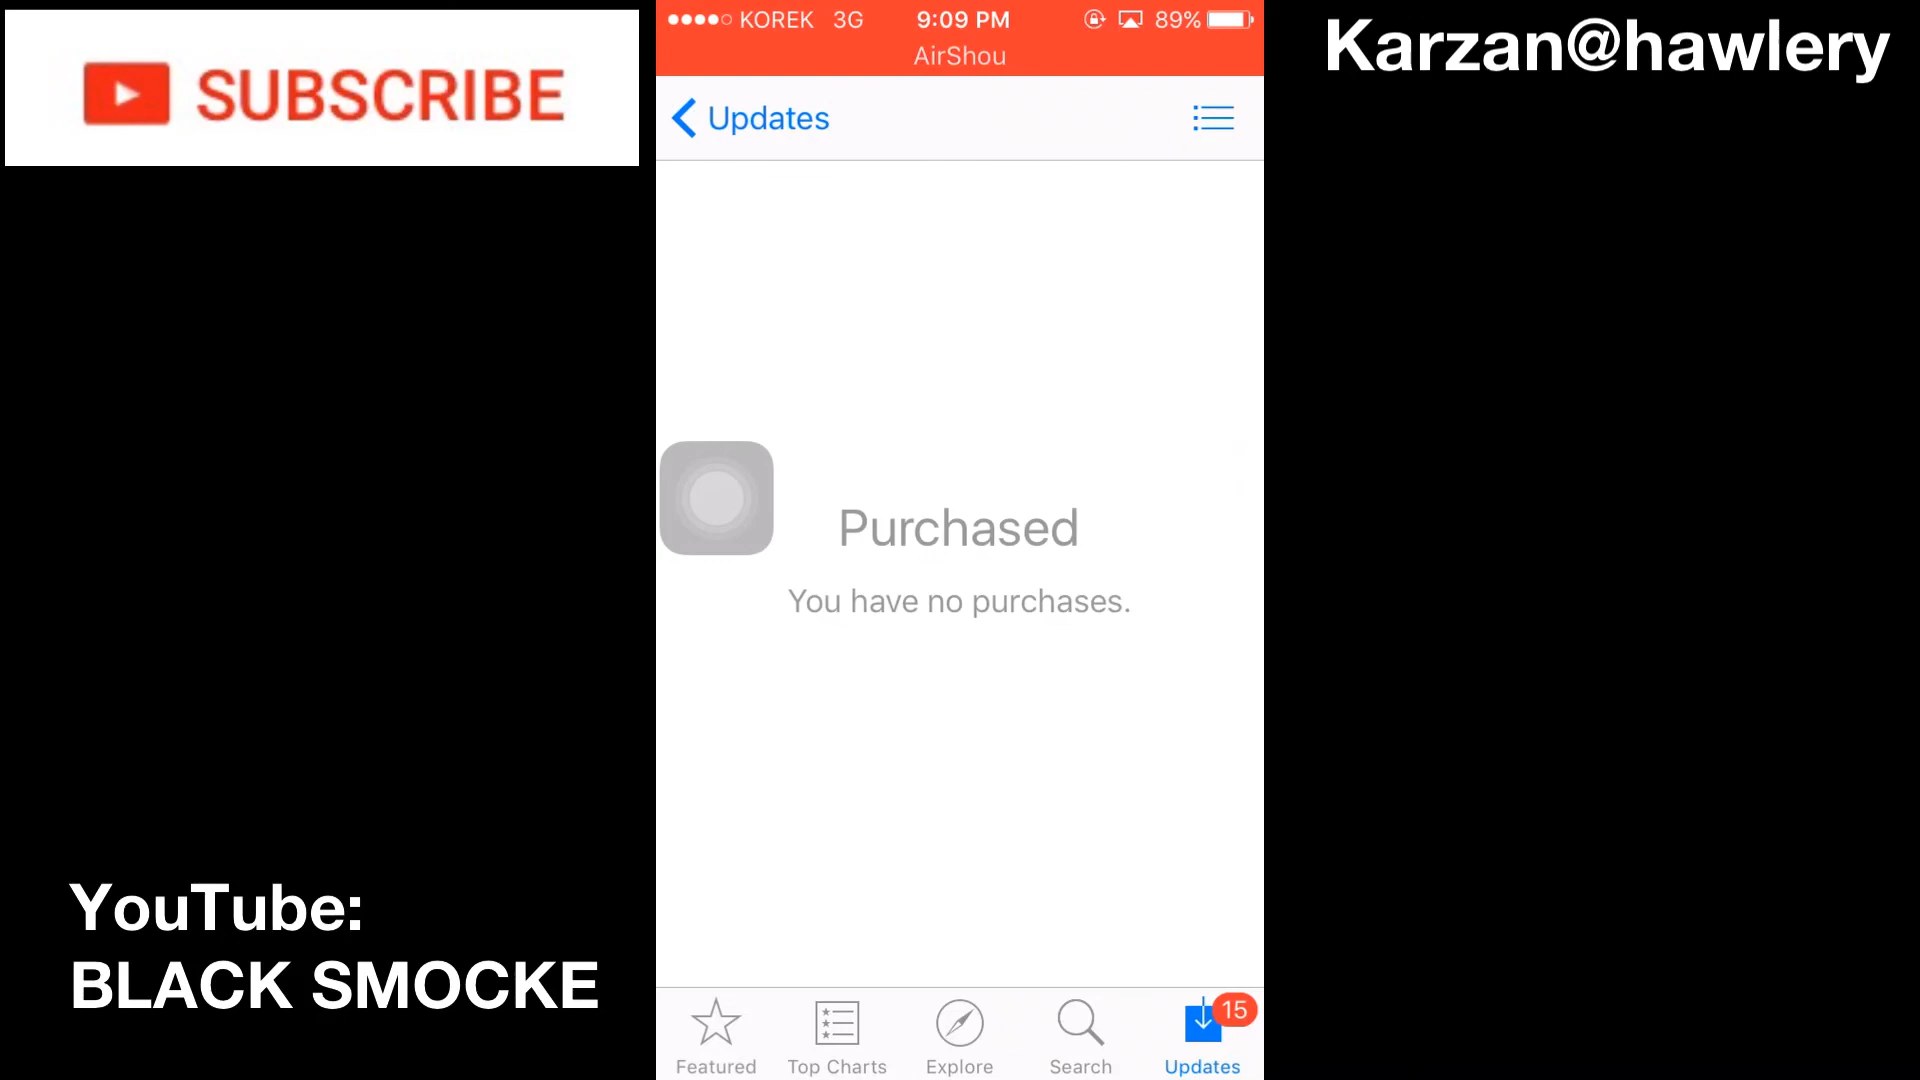 SUBSCRIBE
KOREK 3G 9:09 PM 89%
AirShou
Karzan@hawlery
Updates
Purchased
You have no purchases.
YouTube:
BLACK SMOCKE
15
Featured Top Charts Explore Search Updates